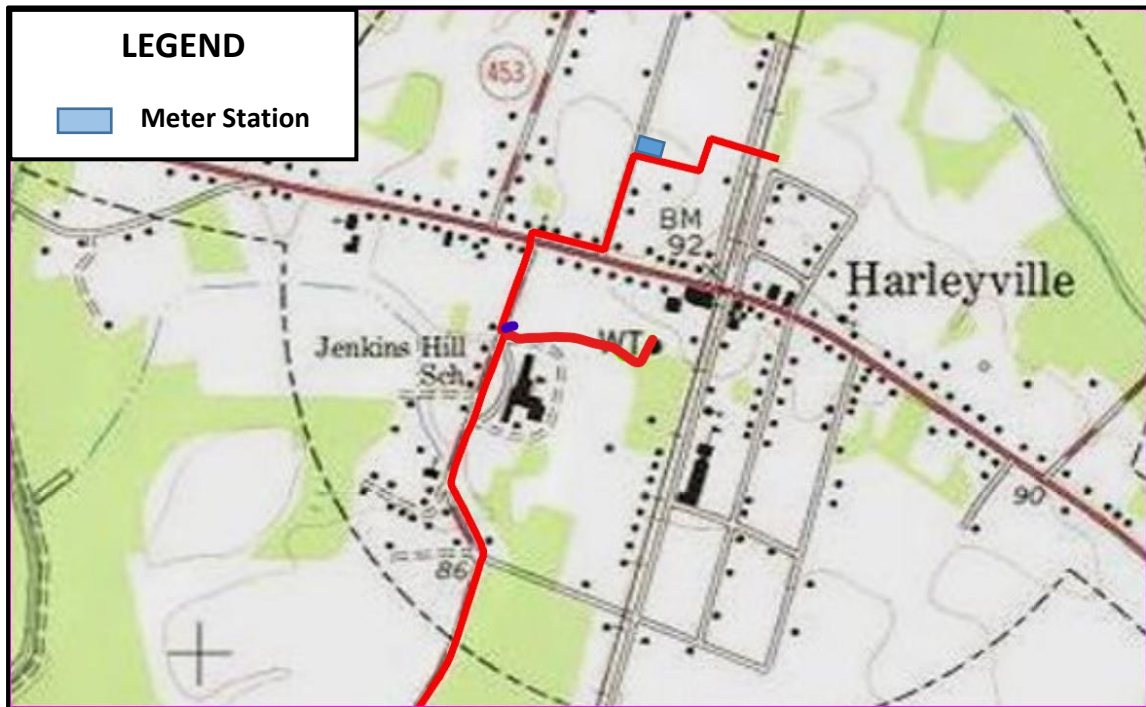 LEGEND
Meter Station
453
BM
92
Harleyville
Jenkins Hill
Sch
WT
90
86